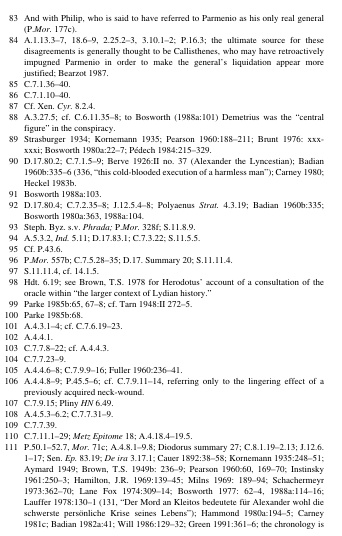 83 And with Philip, who is said to have referred to Parmenio as his only real general
(P.Mor. 177c).
84 A.1.13.3–7, 18.6–9, 2.25.2–3, 3.10.1–2; P.16.3; the ultimate source for these
disagreements is generally thought to be Callisthenes, who may have retroactively
impugned Parmenio in order to make the general's liquidation appear more
justified; Bearzot 1987.
85 C.7.1.36–40.
86 C.7.1.10–40.
87 Cf. Xen. Cyr. 8.2.4.
88 A.3.27.5; cf. C.6.11.35–8; to Bosworth (1988a:101) Demetrius was the “central
figure” in the conspiracy.
89 Strasburger 1934; Kornemann 1935; Pearson 1960:188–211; Brunt 1976: xxx–
xxxi; Bosworth 1980a:22–7; Pédech 1984:215–329.
90 D.17.80.2; C.7.1.5–9; Berve 1926:II no. 37 (Alexander the Lyncestian); Badian
1960b:335–6 (336, “this cold-blooded execution of a harmless man”); Carney 1980;
Heckel 1983b.
91 Bosworth 1988a:103.
92 D.17.80.4; C.7.2.35–8; J.12.5.4–8; Polyaenus Strat. 4.3.19; Badian 1960b:335;
Bosworth 1980a:363, 1988a:104.
93 Steph. Byz. s.v. Phrada; P.Mor. 328f; S.11.8.9.
94 A.5.3.2, Ind. 5.11; D.17.83.1; C.7.3.22; S.11.5.5.
95 Cf. P.43.6.
96 P.Mor. 557b; C.7.5.28–35; D.17. Summary 20; S.11.11.4.
97 S.11.11.4, cf. 14.1.5.
98 Hdt. 6.19; see Brown, T.S. 1978 for Herodotus' account of a consultation of the
oracle within “the larger context of Lydian history.”
99 Parke 1985b:65, 67–8; cf. Tarn 1948:II 272–5.
100 Parke 1985b:68.
101 A.4.3.1–4; cf. C.7.6.19–23.
102 A.4.4.1.
103 C.7.7.8–22; cf. A.4.4.3.
104 C.7.7.23–9.
105 A.4.4.6–8; C.7.9.9–16; Fuller 1960:236–41.
106 A.4.4.8–9; P.45.5–6; cf. C.7.9.11–14, referring only to the lingering effect of a
previously acquired neck-wound.
107 C.7.9.15; Pliny HN 6.49.
108 A.4.5.3–6.2; C.7.7.31–9.
109 C.7.7.39.
110 C.7.11.1–29; Metz Epitome 18; A.4.18.4–19.5.
111 P.50.1–52.7, Mor. 71c; A.4.8.1–9.8; Diodorus summary 27; C.8.1.19–2.13; J.12.6.
1–17; Sen. Ep. 83.19; De ira 3.17.1; Cauer 1892:38–58; Kornemann 1935:248–51;
Aymard 1949; Brown, T.S. 1949b: 236–9; Pearson 1960:60, 169–70; Instinsky
1961:250–3; Hamilton, J.R. 1969:139–45; Milns 1969: 189–94; Schachermeyr
1973:362–70; Lane Fox 1974:309–14; Bosworth 1977: 62–4, 1988a:114–16;
Lauffer 1978:130–1 (131, “Der Mord an Kleitos bedeutete für Alexander wohl die
schwerste persönliche Krise seines Lebens”); Hammond 1980a:194–5; Carney
1981c; Badian 1982a:41; Will 1986:129–32; Green 1991:361–6; the chronology is